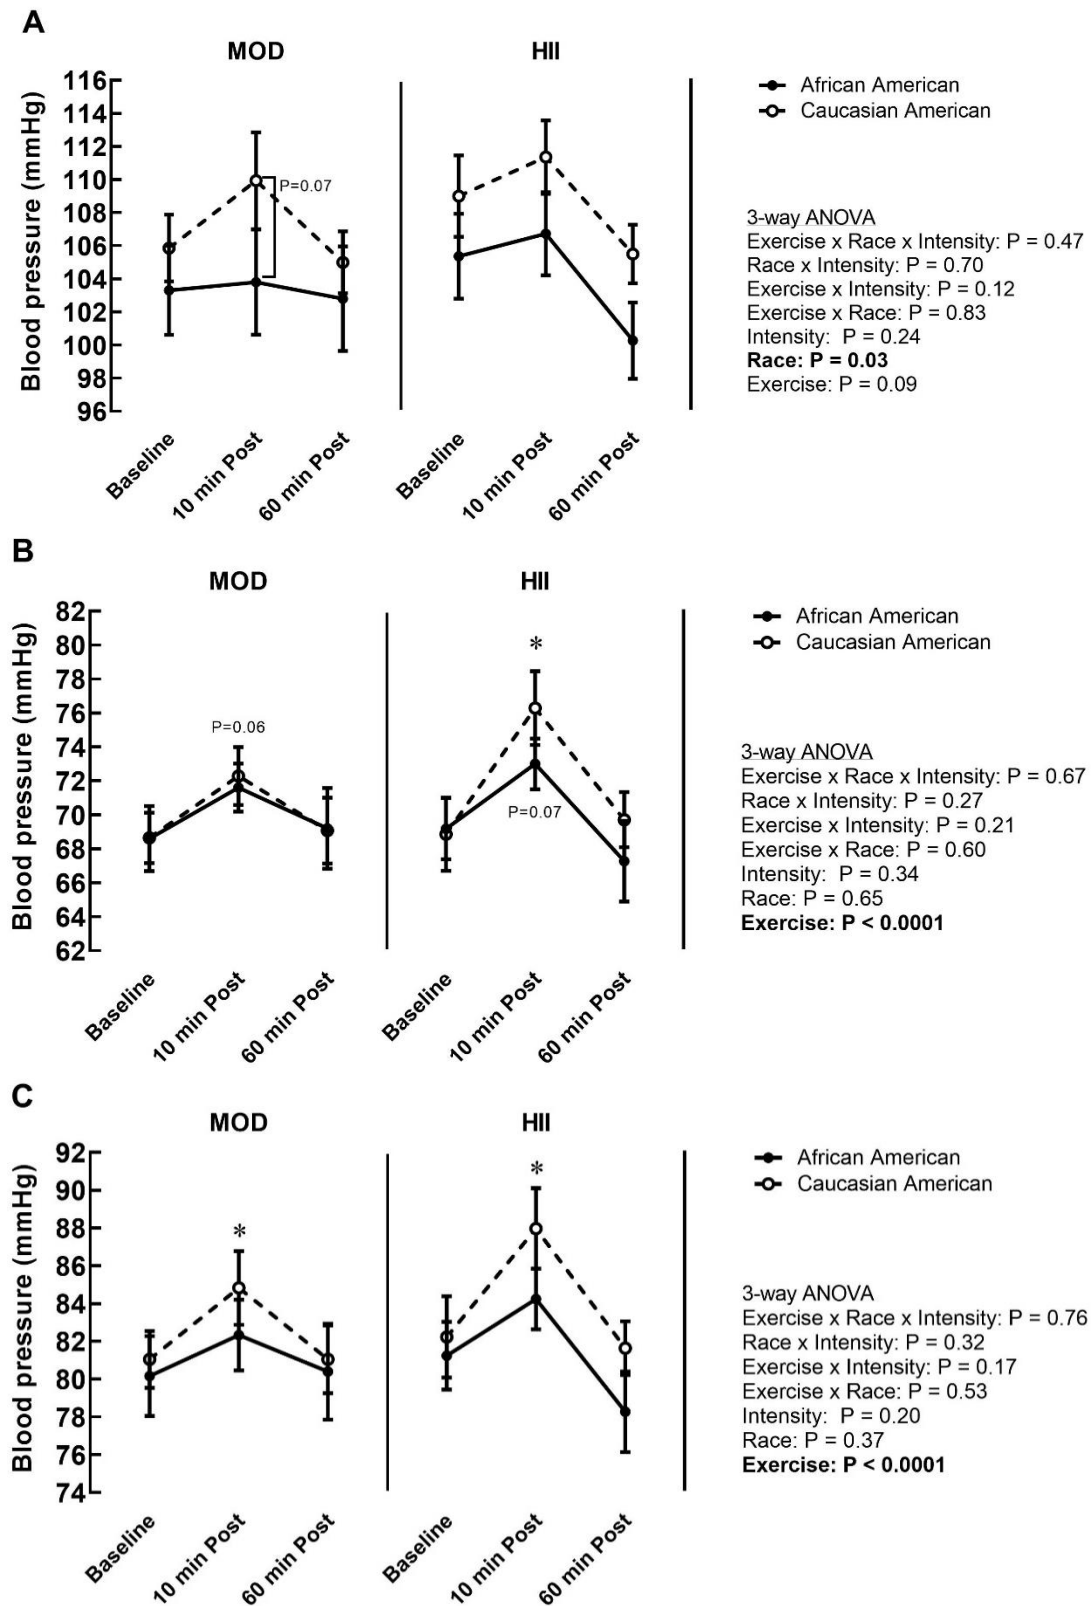 A
MOD
HII
Blood pressure (mmHg)
116
114
112
110
108
106
104
102
100
98
96
P=0.07
Baseline
10 min Post
60 min Post
Baseline
10 min Post
60 min Post
African American
Caucasian American
3-way ANOVA
Exercise x Race x Intensity: P = 0.47
Race x Intensity: P = 0.70
Exercise x Intensity: P = 0.12
Exercise x Race: P = 0.83
Intensity: P = 0.24
Race: P = 0.03
Exercise: P = 0.09
B
MOD
HII
Blood pressure (mmHg)
82
80
78
76
74
72
70
68
66
64
62
P=0.06
*
P=0.07
Baseline
10 min Post
60 min Post
Baseline
10 min Post
60 min Post
African American
Caucasian American
3-way ANOVA
Exercise x Race x Intensity: P = 0.67
Race x Intensity: P = 0.27
Exercise x Intensity: P = 0.21
Exercise x Race: P = 0.60
Intensity: P = 0.34
Race: P = 0.65
Exercise: P < 0.0001
C
MOD
HII
Blood pressure (mmHg)
92
90
88
86
84
82
80
78
76
74
*
*
Baseline
10 min Post
60 min Post
Baseline
10 min Post
60 min Post
African American
Caucasian American
3-way ANOVA
Exercise x Race x Intensity: P = 0.76
Race x Intensity: P = 0.32
Exercise x Intensity: P = 0.17
Exercise x Race: P = 0.53
Intensity: P = 0.20
Race: P = 0.37
Exercise: P < 0.0001